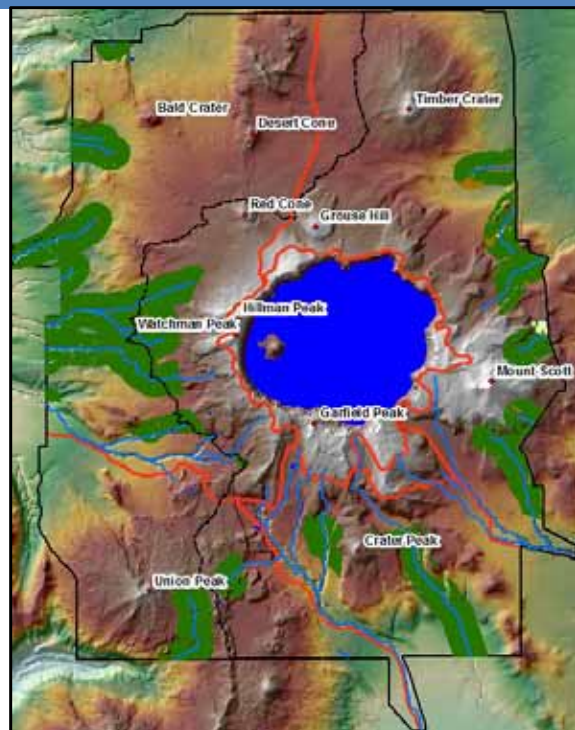 Timber Crater
Bald Crater
Desert Cone
Red Cone
Grouse Hill
Hillman Peak
Watchman Peak
Mount Scott
Garfield Peak
Crater Peak
Union Peak